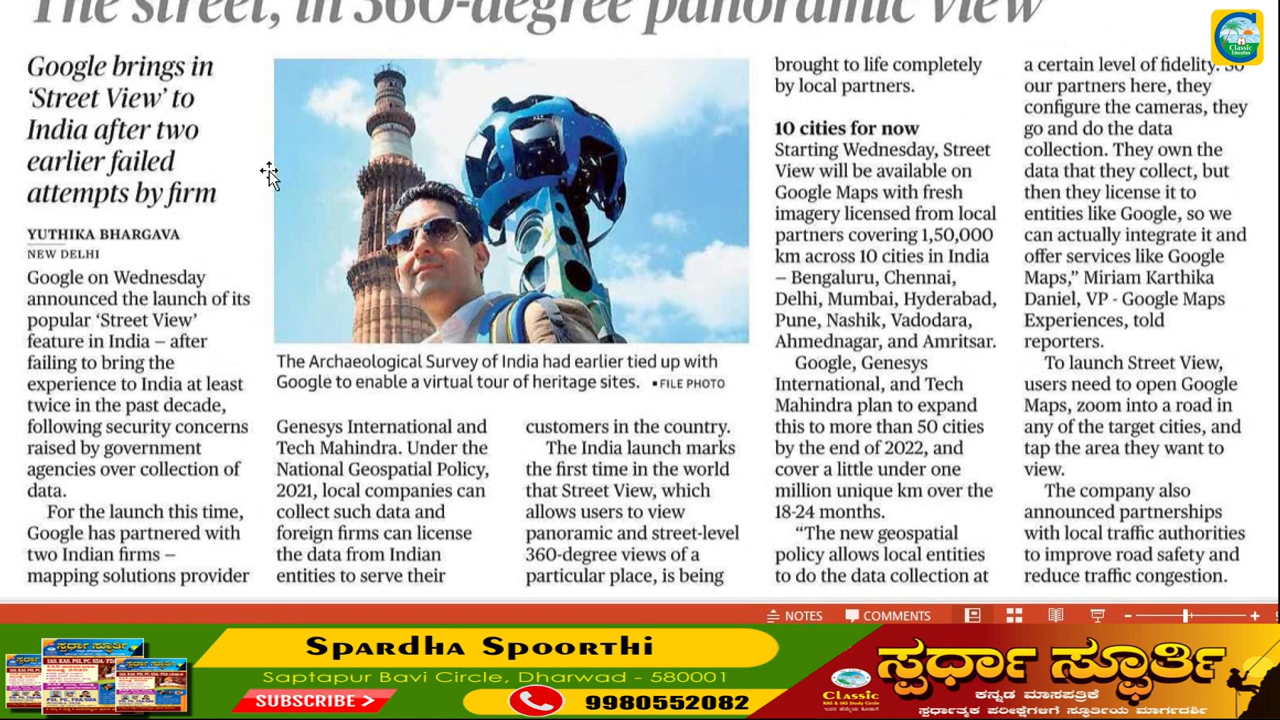 The street, in 360-degree panoramic view
Classic
Education
Google brings in
‘Street View’ to
India after two
earlier failed
attempts by firm
YUTHIKA BHARGAVA
NEW DELHI
Google on Wednesday
announced the launch of its
popular ‘Street View’
feature in India – after
failing to bring the
experience to India at least
twice in the past decade,
following security concerns
raised by government
agencies over collection of
data.
For the launch this time,
Google has partnered with
two Indian firms –
mapping solutions provider
The Archaeological Survey of India had earlier tied up with
Google to enable a virtual tour of heritage sites. ▪FILE PHOTO
Genesys International and
Tech Mahindra. Under the
National Geospatial Policy,
2021, local companies can
collect such data and
foreign firms can license
the data from Indian
entities to serve their
customers in the country.
The India launch marks
the first time in the world
that Street View, which
allows users to view
panoramic and street-level
360-degree views of a
particular place, is being
brought to life completely
by local partners.
10 cities for now
Starting Wednesday, Street
View will be available on
Google Maps with fresh
imagery licensed from local
partners covering 1,50,000
km across 10 cities in India
– Bengaluru, Chennai,
Delhi, Mumbai, Hyderabad,
Pune, Nashik, Vadodara,
Ahmednagar, and Amritsar.
Google, Genesys
International, and Tech
Mahindra plan to expand
this to more than 50 cities
by the end of 2022, and
cover a little under one
million unique km over the
18-24 months.
“The new geospatial
policy allows local entities
to do the data collection at
a certain level of fidelity. So
our partners here, they
configure the cameras, they
go and do the data
collection. They own the
data that they collect, but
then they license it to
entities like Google, so we
can actually integrate it and
offer services like Google
Maps,” Miriam Karthika
Daniel, VP - Google Maps
Experiences, told
reporters.
To launch Street View,
users need to open Google
Maps, zoom into a road in
any of the target cities, and
tap the area they want to
view.
The company also
announced partnerships
with local traffic authorities
to improve road safety and
reduce traffic congestion.
NOTES COMMENTS
Spardha Spoorthi
Saptapur Bavi Circle, Dharwad - 580001
SUBSCRIBE
9980552082
ಸ್ಪರ್ಧಾ ಸ್ಫೂರ್ತಿ
ಕನ್ನಡ ಮಾಸಪತ್ರಿಕೆ
ಸ್ಪರ್ಧಾತ್ಮಕ ಪರೀಕ್ಷೆಗಳಿಗೆ ಸ್ಫೂರ್ತಿಯ ಮಾರ್ಗದರ್ಶಿ
Classic
KAS & IAS Study Circle